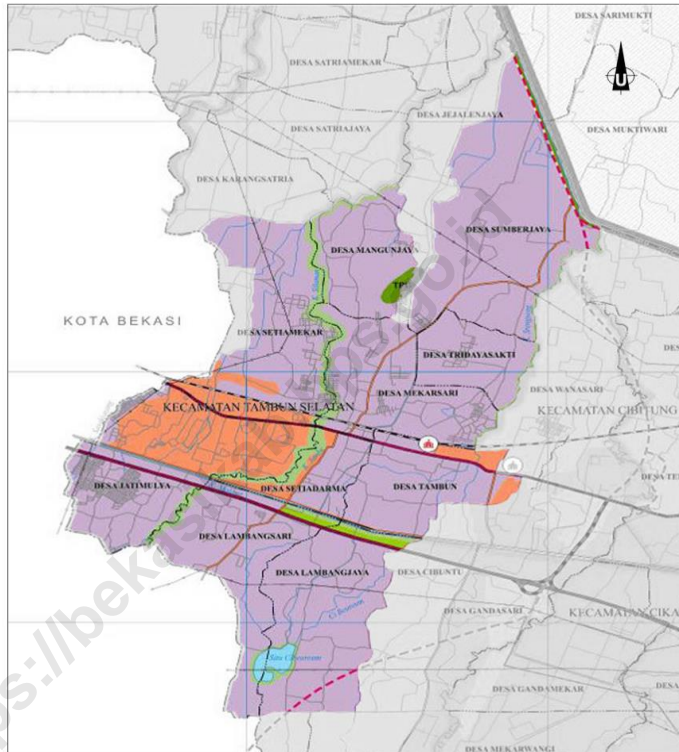 DESA SARIMUKTI
U
DESA SATRIAMEKAR
DESA JEJALENJAYA
DESA SATRIAJAYA
DESA MUKTIWARI
DESA KARANGSATRIA
DESA SUMBERJAYA
DESA MANGUNJAYA
KOTA BEKASI
DESA SETIAMEKAR
DESA TRIDAYASAKTI
DESA MEKARSARI
DESA WANASARI
KECAMATAN TAMBUN SELATAN
KECAMATAN CIBITUNG
DESA JATIMULYA
DESA SETIADARMA
DESA TAMBUN
DESA LAMBANGSARI
DESA LAMBANGJAYA
DESA CIBUNTU
DESA GANDASARI
KECAMATAN CIKA
DESA GANDAMEKAR
DESA MEKARWANGI